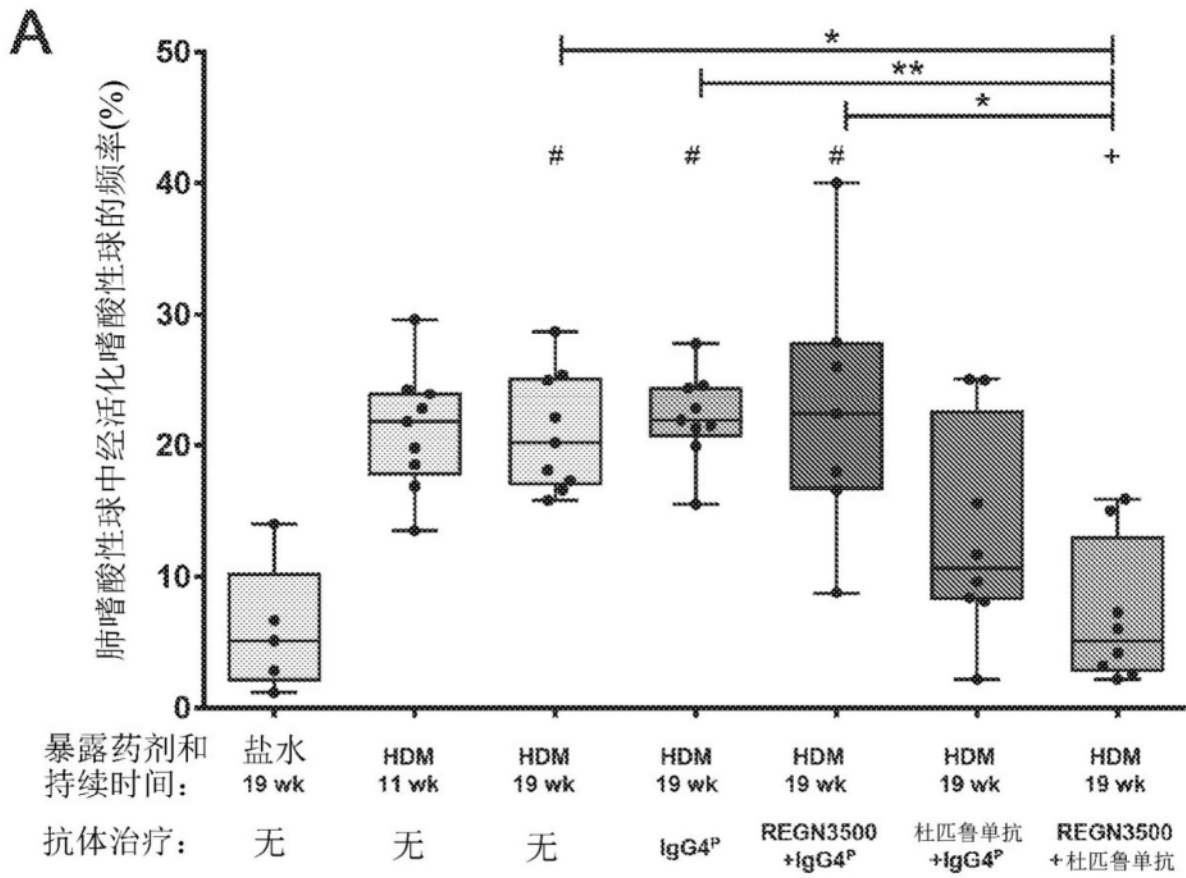 A
肺嗜酸性球中经活化嗜酸性球的频率(%)
50
40
30
20
10
0
*
**
*
# # # +
暴露药剂和 盐水 HDM HDM HDM HDM HDM HDM
持续时间： 19 wk 11 wk 19 wk 19 wk 19 wk 19 wk 19 wk
抗体治疗： 无 无 无 IgG4ᴾ REGN3500 杜匹鲁单抗 REGN3500
+IgG4ᴾ +IgG4ᴾ +杜匹鲁单抗